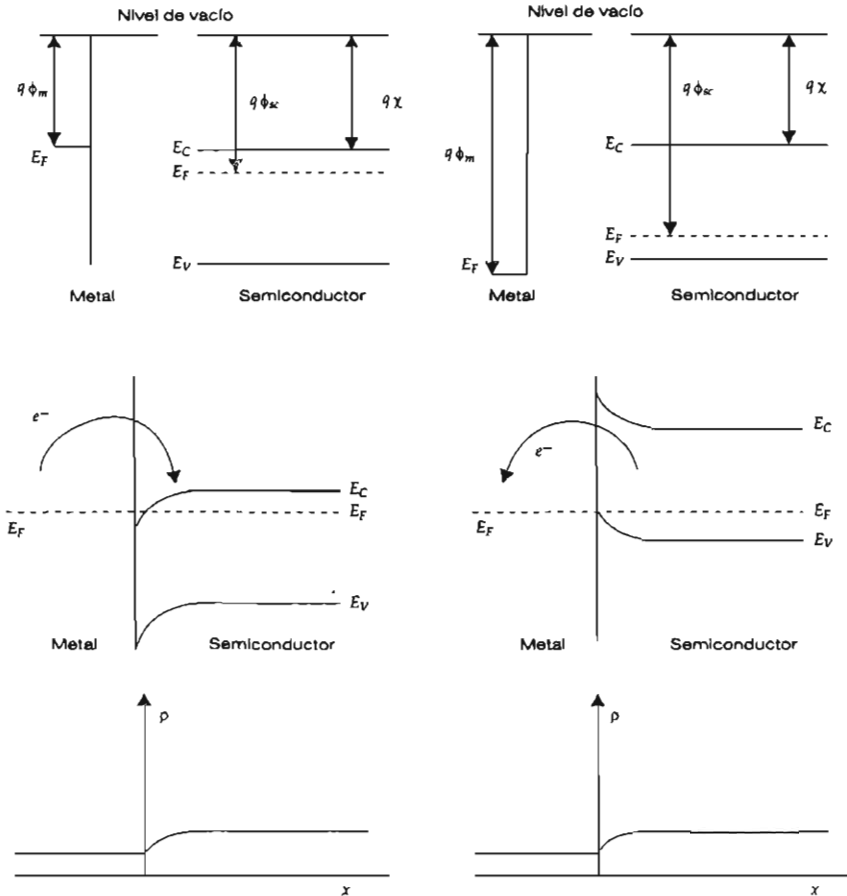 Nivel de vacío
Nivel de vacío
qϕm
qϕsc
qχ
EC
EF
EF
EV
Metal
Semiconductor
qϕm
qϕsc
qχ
EC
EF
EF
EV
Metal
Semiconductor
e−
EC
EF
EF
EV
Metal
Semiconductor
e−
EC
EF
EF
EV
Metal
Semiconductor
ρ
x
ρ
x